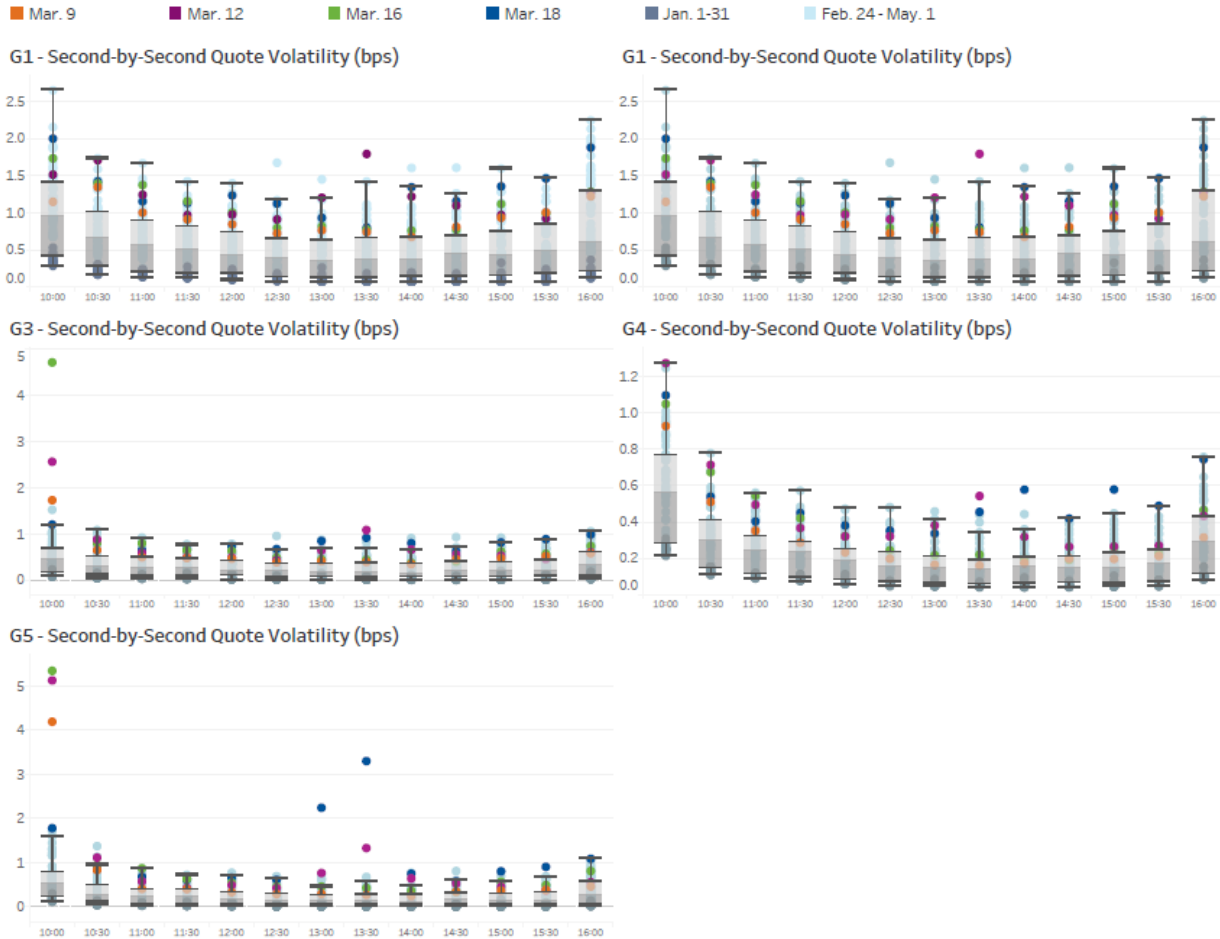 Mar. 9 Mar. 12 Mar. 16 Mar. 18 Jan. 1-31 Feb. 24 - May. 1
G1 - Second-by-Second Quote Volatility (bps)
2.5
2.0
1.5
1.0
0.5
0.0
10:00 10:30 11:00 11:30 12:00 12:30 13:00 13:30 14:00 14:30 15:00 15:30 16:00
G1 - Second-by-Second Quote Volatility (bps)
2.5
2.0
1.5
1.0
0.5
0.0
10:00 10:30 11:00 11:30 12:00 12:30 13:00 13:30 14:00 14:30 15:00 15:30 16:00
G3 - Second-by-Second Quote Volatility (bps)
5
4
3
2
1
0
10:00 10:30 11:00 11:30 12:00 12:30 13:00 13:30 14:00 14:30 15:00 15:30 16:00
G4 - Second-by-Second Quote Volatility (bps)
1.2
1.0
0.8
0.6
0.4
0.2
0.0
10:00 10:30 11:00 11:30 12:00 12:30 13:00 13:30 14:00 14:30 15:00 15:30 16:00
G5 - Second-by-Second Quote Volatility (bps)
5
4
3
2
1
0
10:00 10:30 11:00 11:30 12:00 12:30 13:00 13:30 14:00 14:30 15:00 15:30 16:00